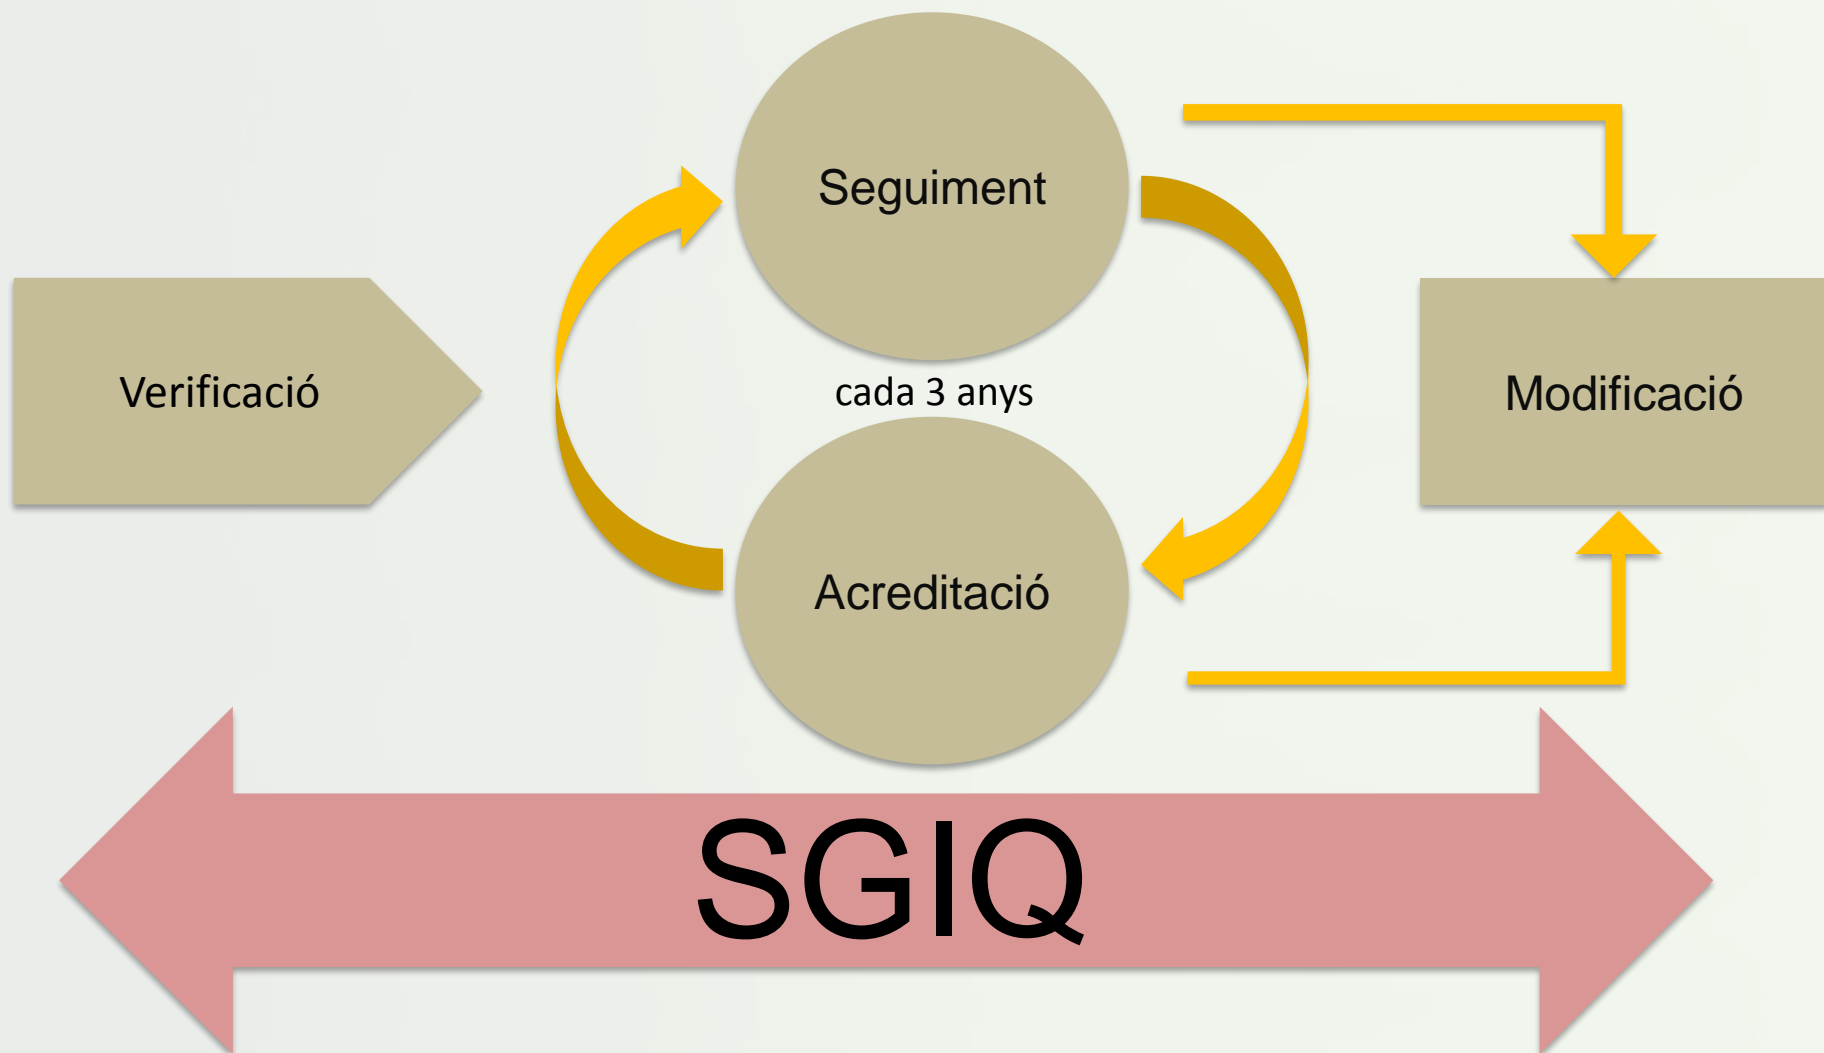 Seguiment
Verificació
cada 3 anys
Modificació
Acreditació
SGIQ